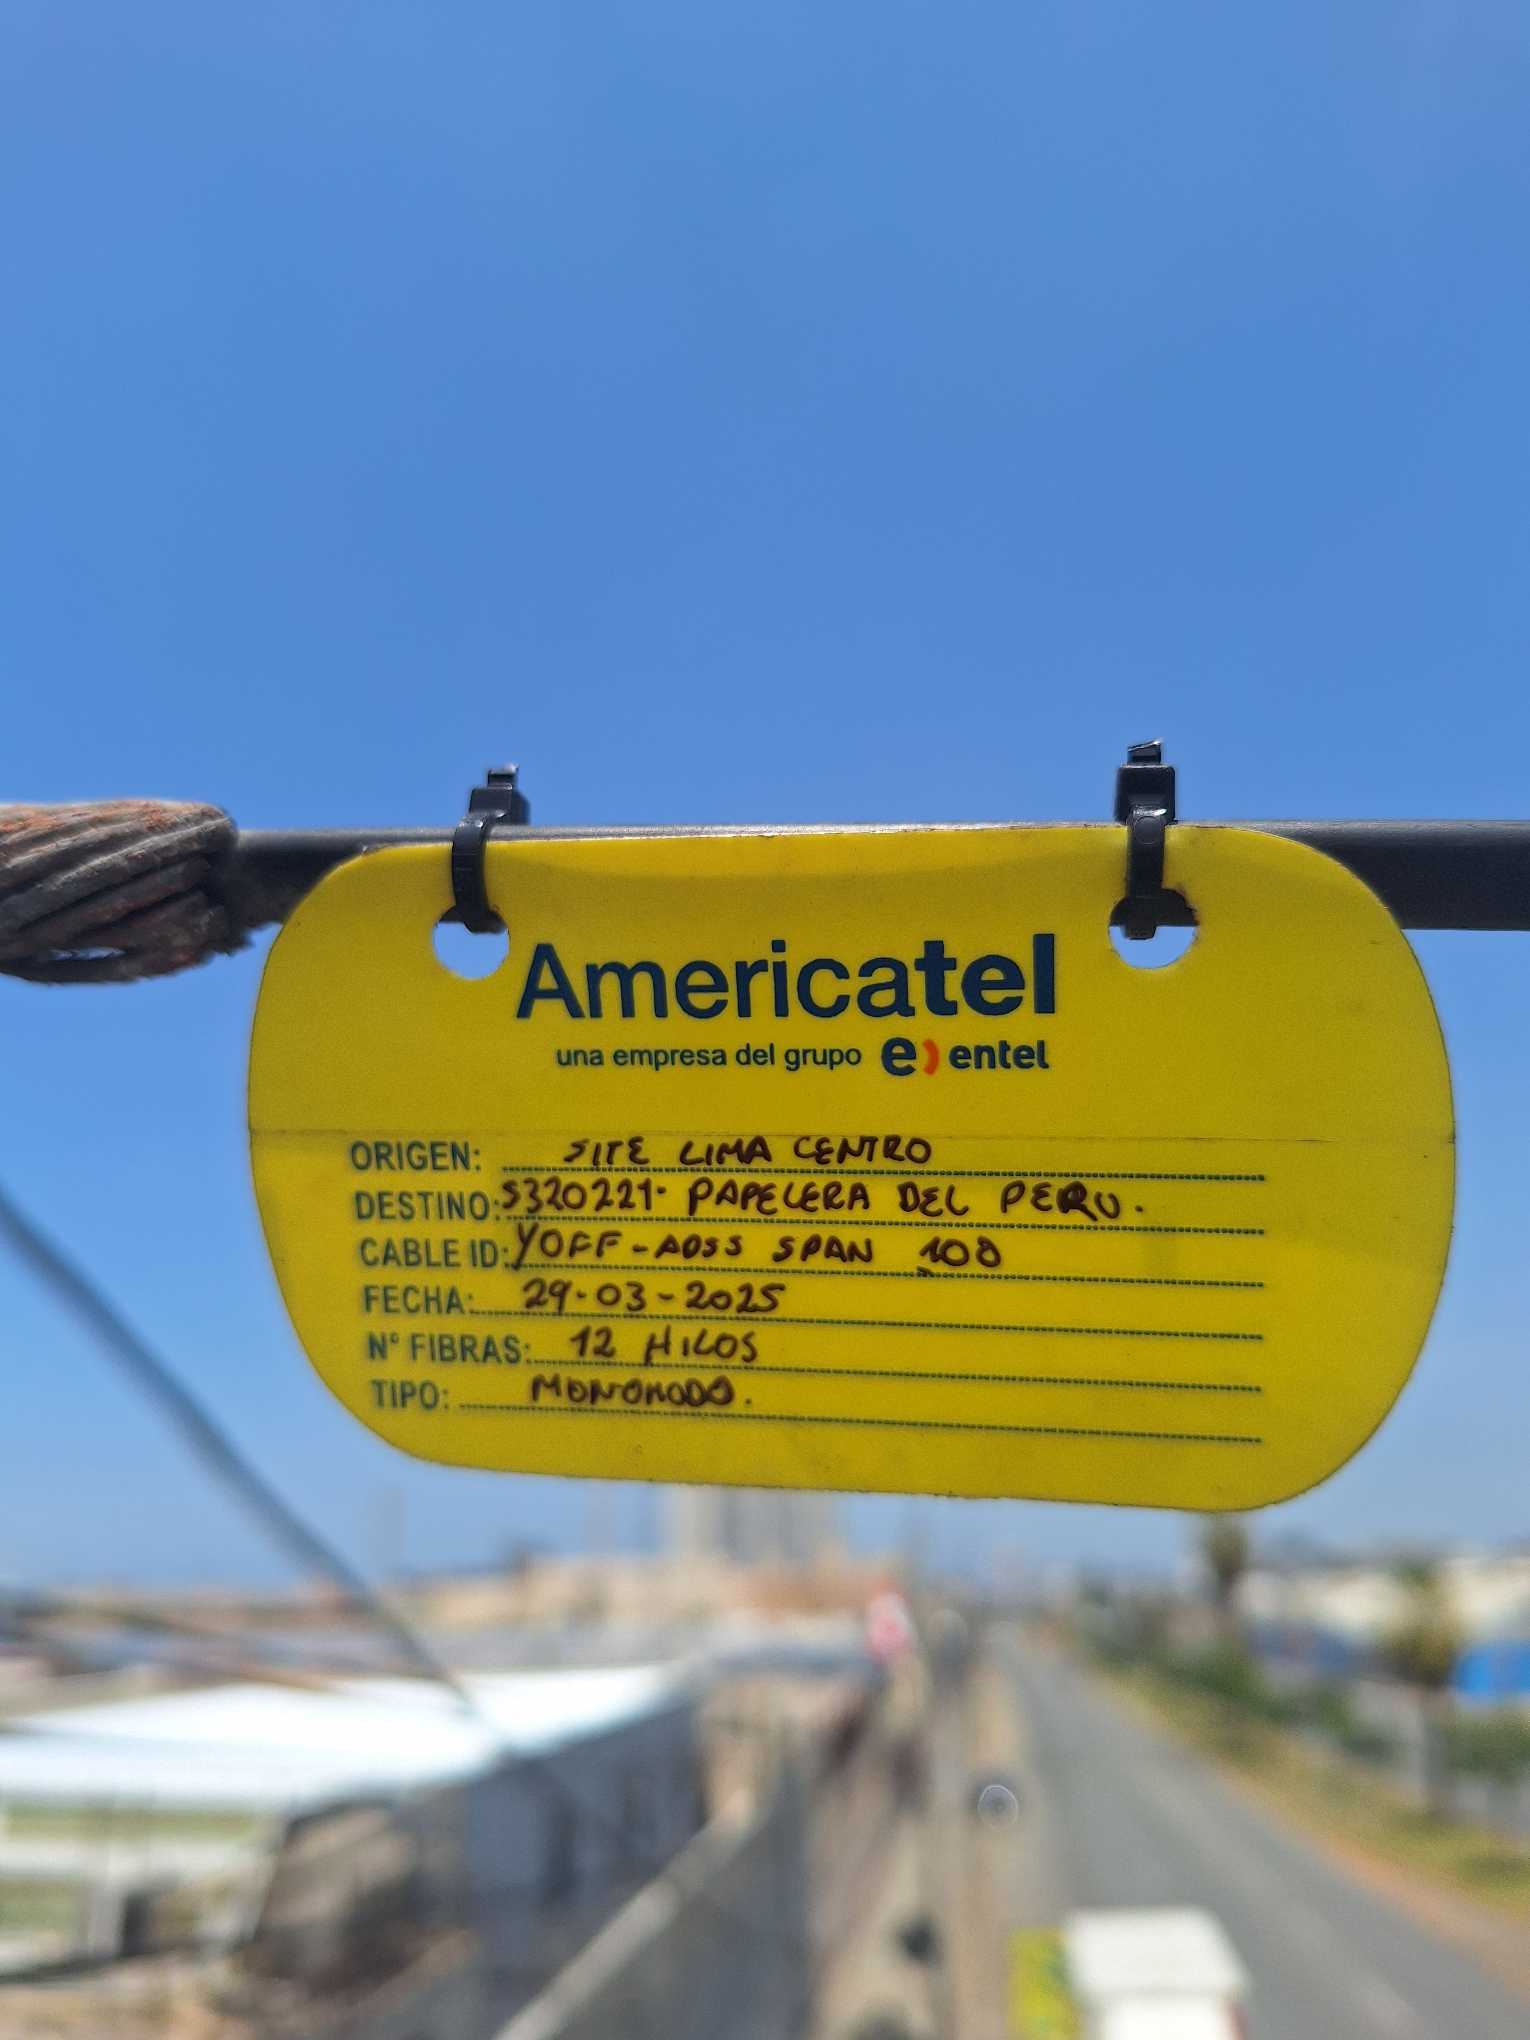 Americatel
una empresa del grupo e) entel
ORIGEN: SITE LIMA CENTRO
DESTINO: S320221- PAPELERA DEL PERU.
CABLE ID: YOFF-ADSS SPAN 100
FECHA: 29-03-2025
N° FIBRAS: 12 HILOS
TIPO: MONOMODO.